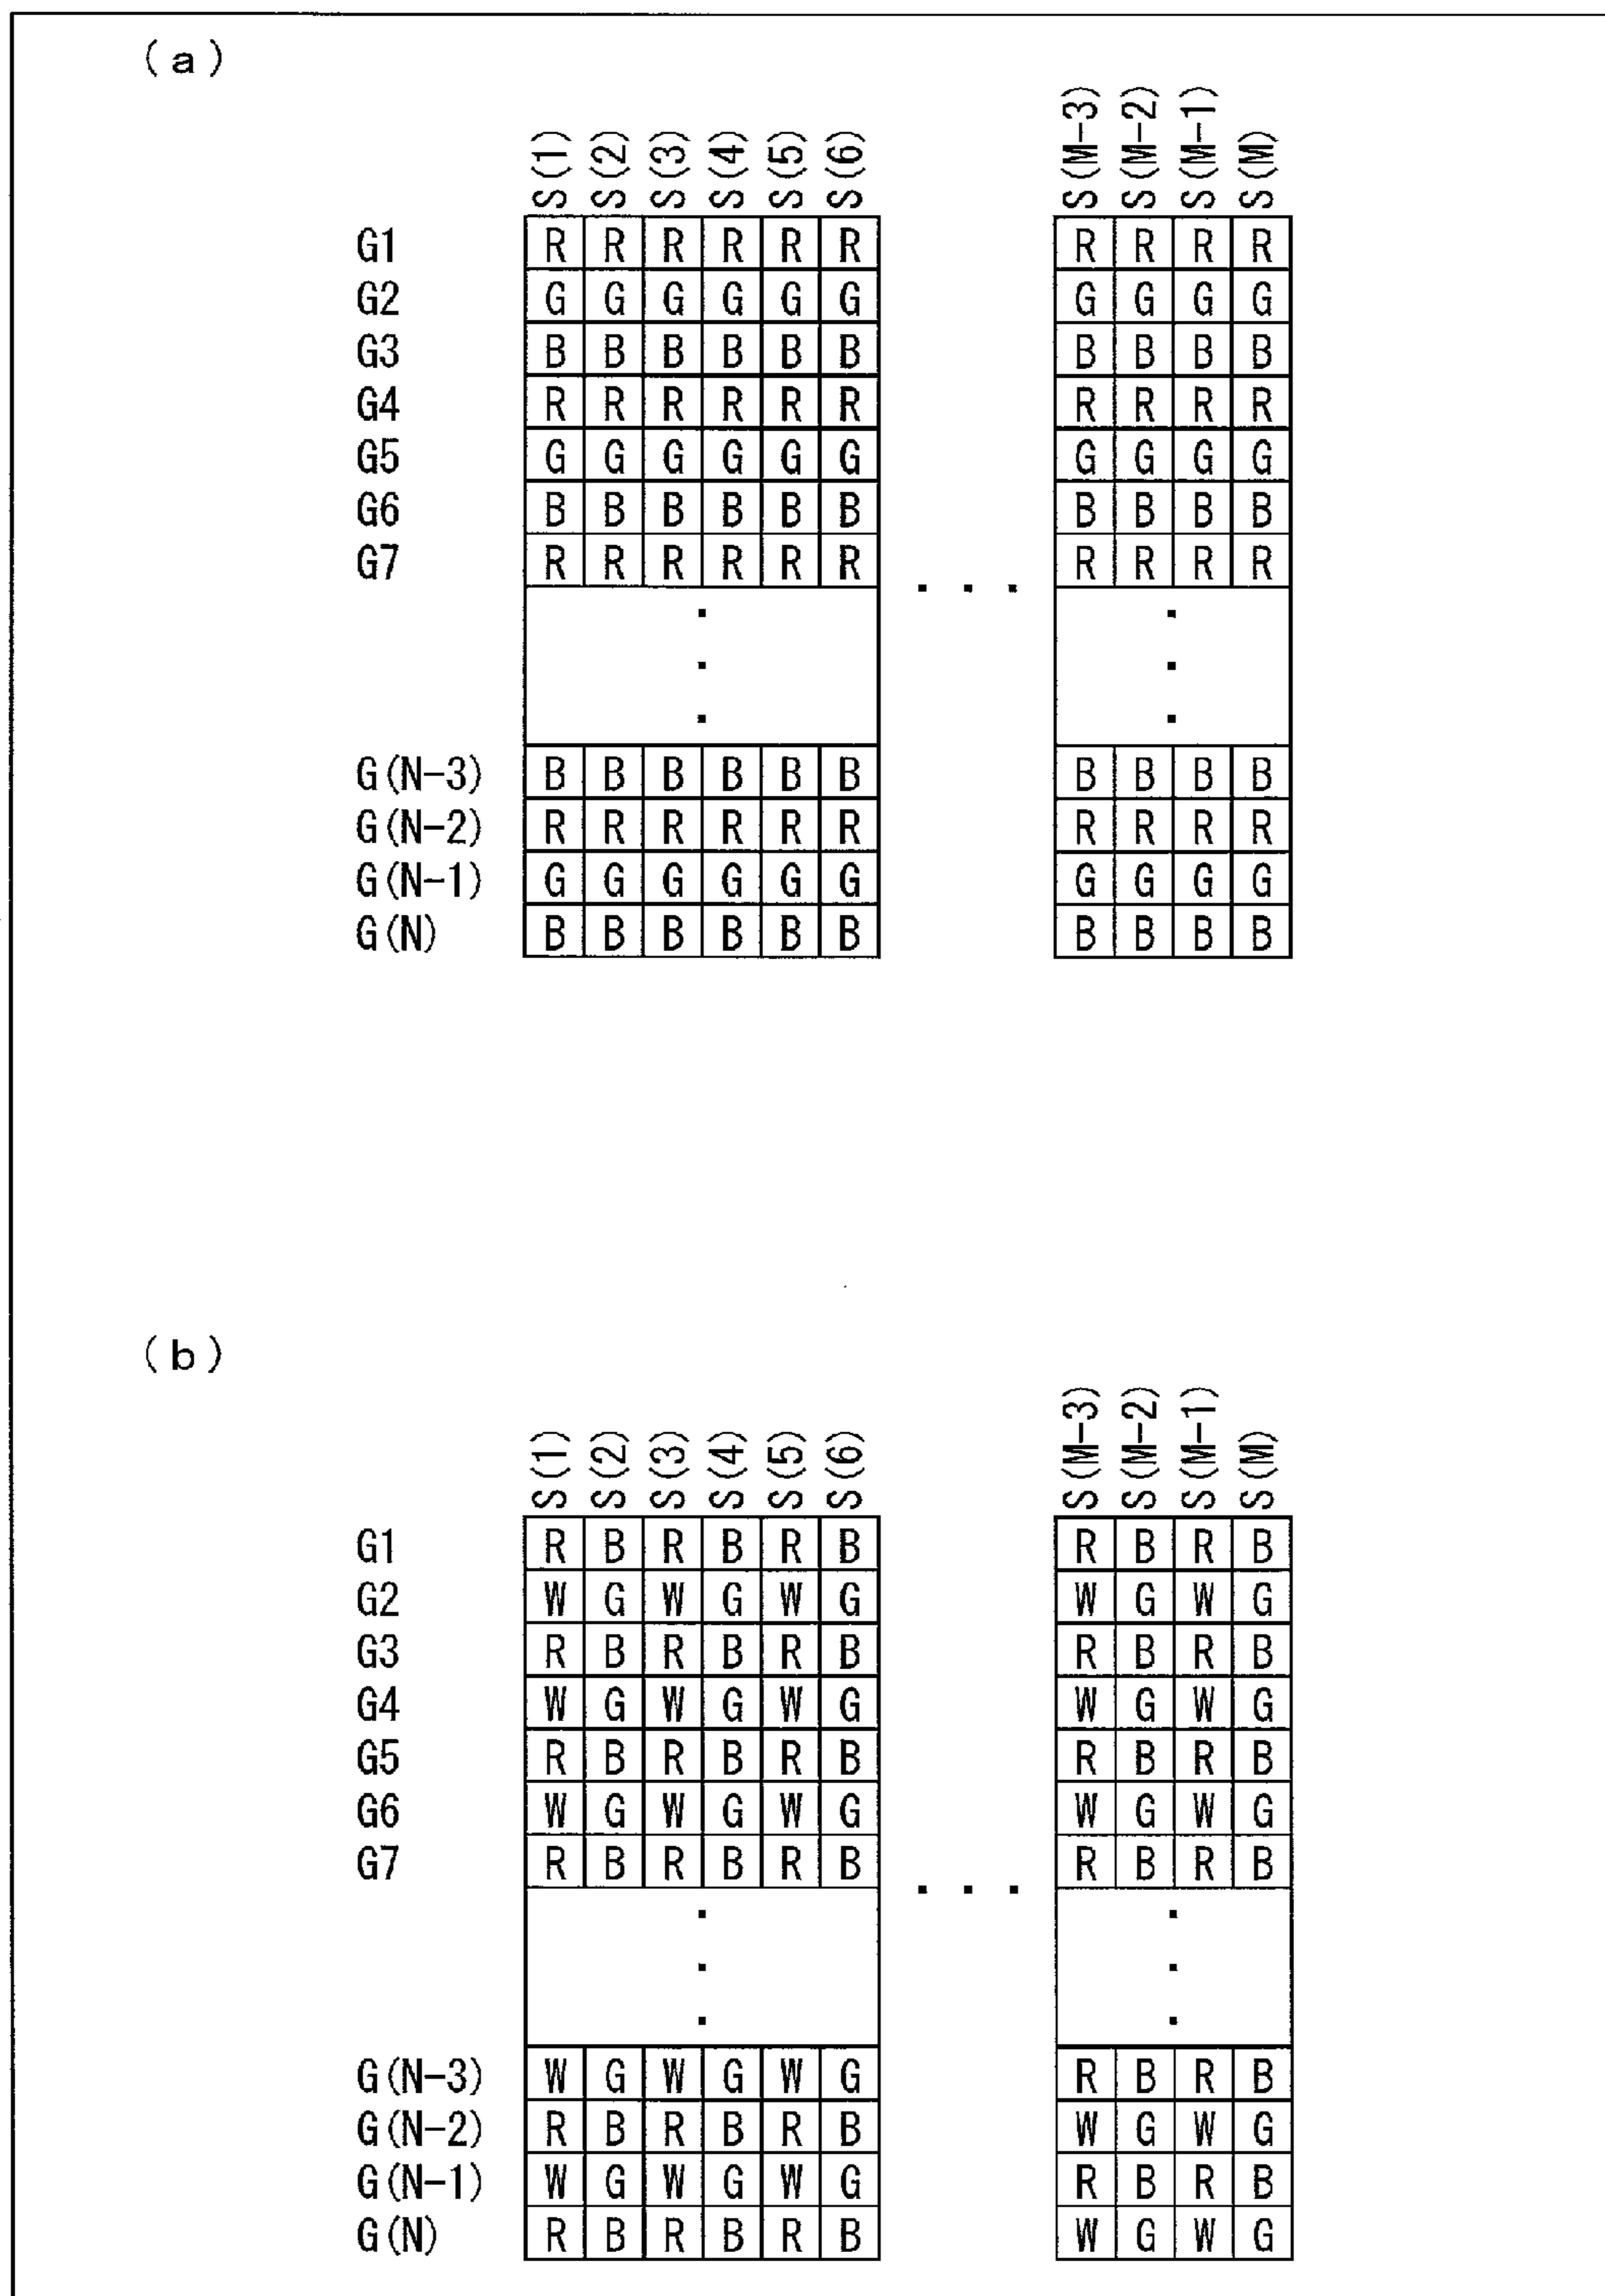 (a)
S(1) S(2) S(3) S(4) S(5) S(6) S(M-3) S(M-2) S(M-1) S(M)
G1 R R R R R R R R R R
G2 G G G G G G G G G G
G3 B B B B B B B B B B
G4 R R R R R R R R R R
G5 G G G G G G G G G G
G6 B B B B B B B B B B
G7 R R R R R R R R R R
. . .
G(N-3) B B B B B B B B B B
G(N-2) R R R R R R R R R R
G(N-1) G G G G G G G G G G
G(N) B B B B B B B B B B
(b)
S(1) S(2) S(3) S(4) S(5) S(6) S(M-3) S(M-2) S(M-1) S(M)
G1 R B R B R B R B R B
G2 W G W G W G W G W G
G3 R B R B R B R B R B
G4 W G W G W G W G W G
G5 R B R B R B R B R B
G6 W G W G W G W G W G
G7 R B R B R B R B R B
. . .
G(N-3) W G W G W G R B R B
G(N-2) R B R B R B W G W G
G(N-1) W G W G W G R B R B
G(N) R B R B R B W G W G